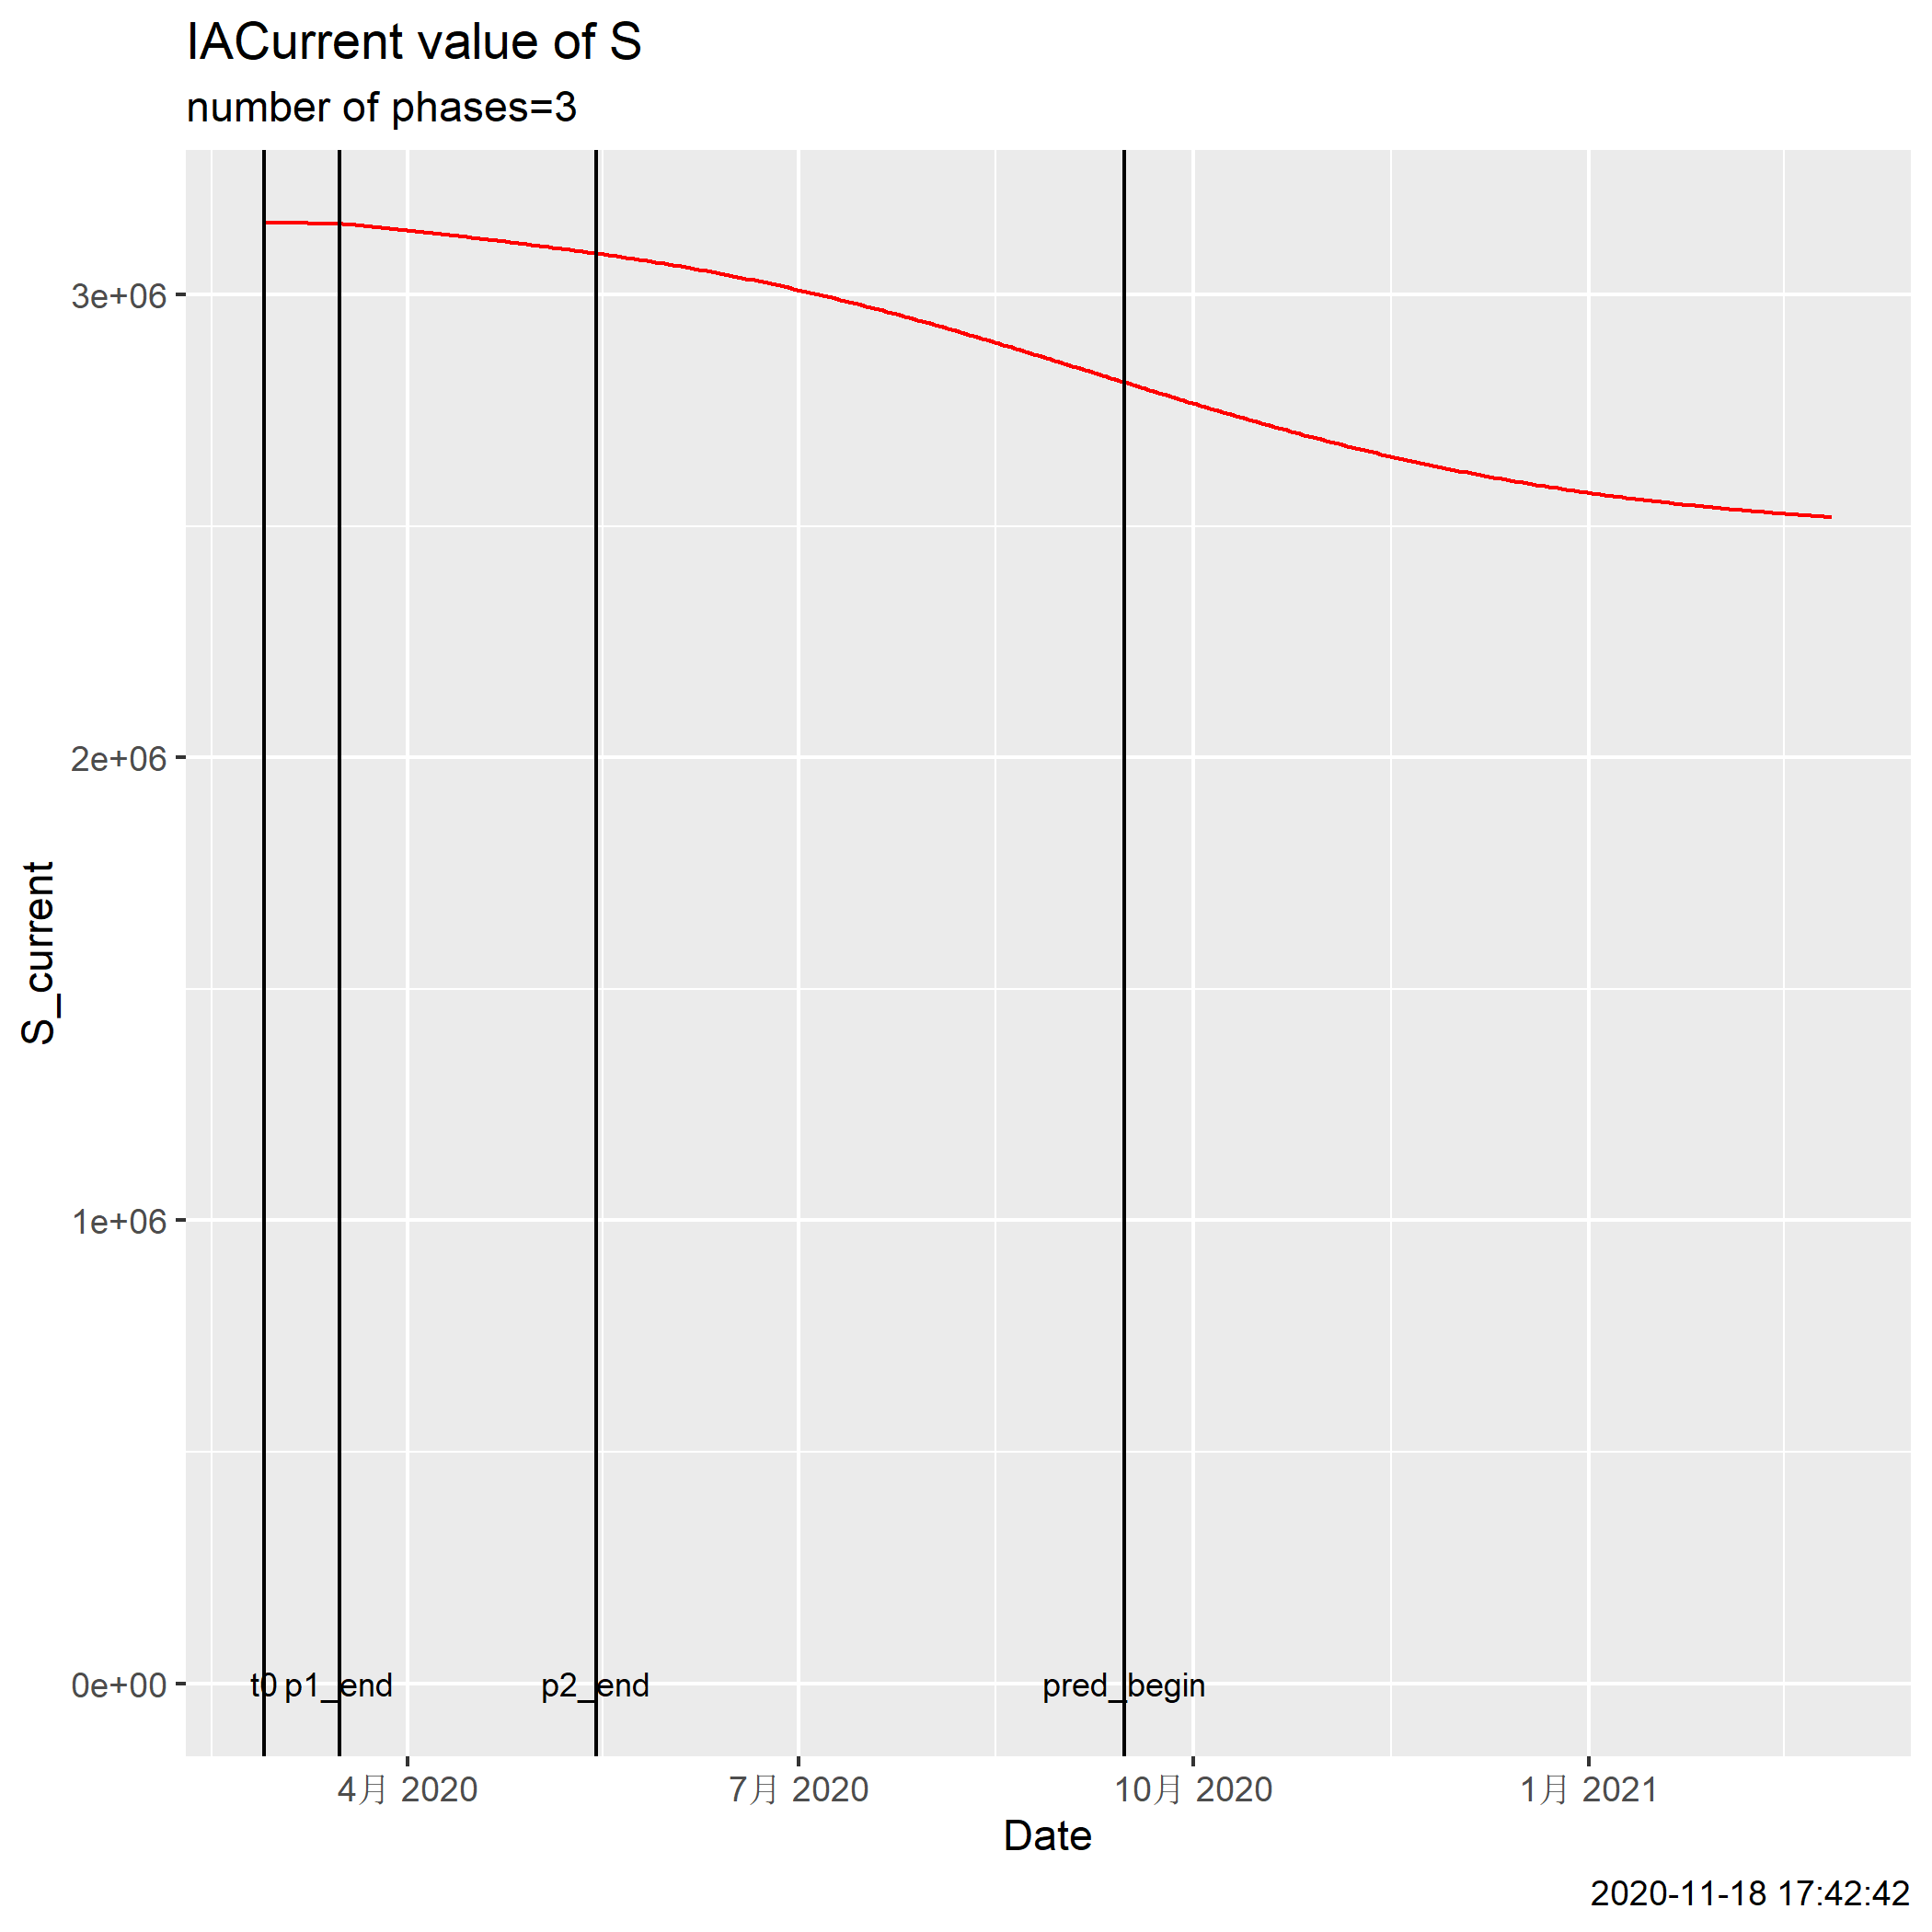 IACurrent value of S
number of phases=3
3e+06
2e+06
1e+06
0e+00
S_current
t0 p1_end p2_end pred_begin
4月 2020 7月 2020 10月 2020 1月 2021
Date
2020-11-18 17:42:42